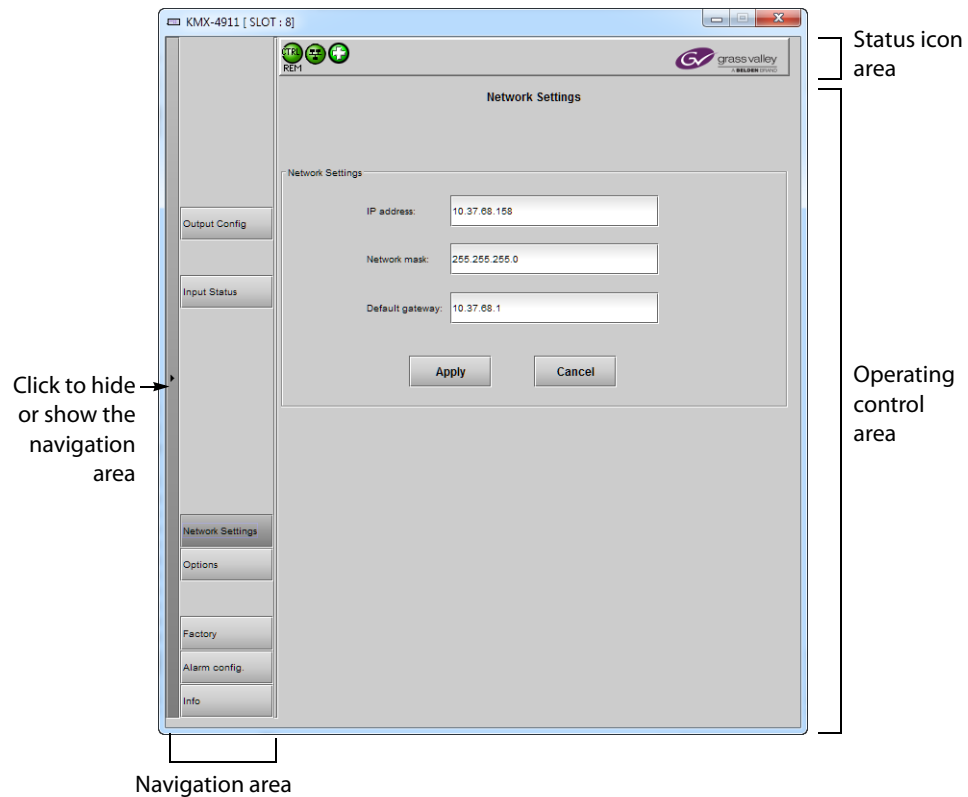 KMX-4911 [ SLOT : 8]
CTRL
REM
GV
grass valley
A BELDEN BRAND
Status icon
area
Network Settings
Network Settings
IP address:
10.37.68.158
Network mask:
255.255.255.0
Default gateway:
10.37.68.1
Apply
Cancel
Output Config
Input Status
Click to hide
or show the
navigation
area
Operating
control
area
Network Settings
Options
Factory
Alarm config.
Info
Navigation area